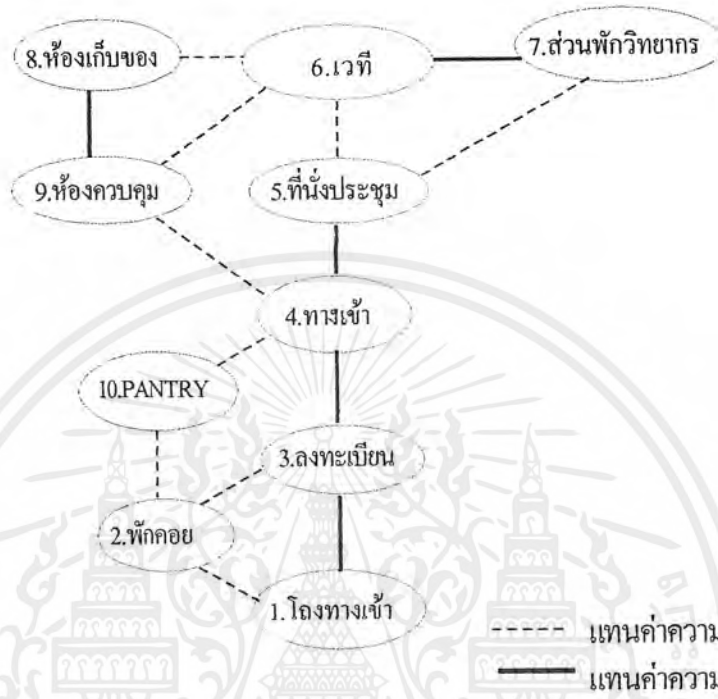 8.ห้องเก็บของ
6.เวที
7.ส่วนพักวิทยากร
9.ห้องควบคุม
5.ที่นั่งประชุม
4.ทางเข้า
10.PANTRY
3.ลงทะเบียน
2.พักคอย
1.โถงทางเข้า
แทนค่าความ
แทนค่าความ